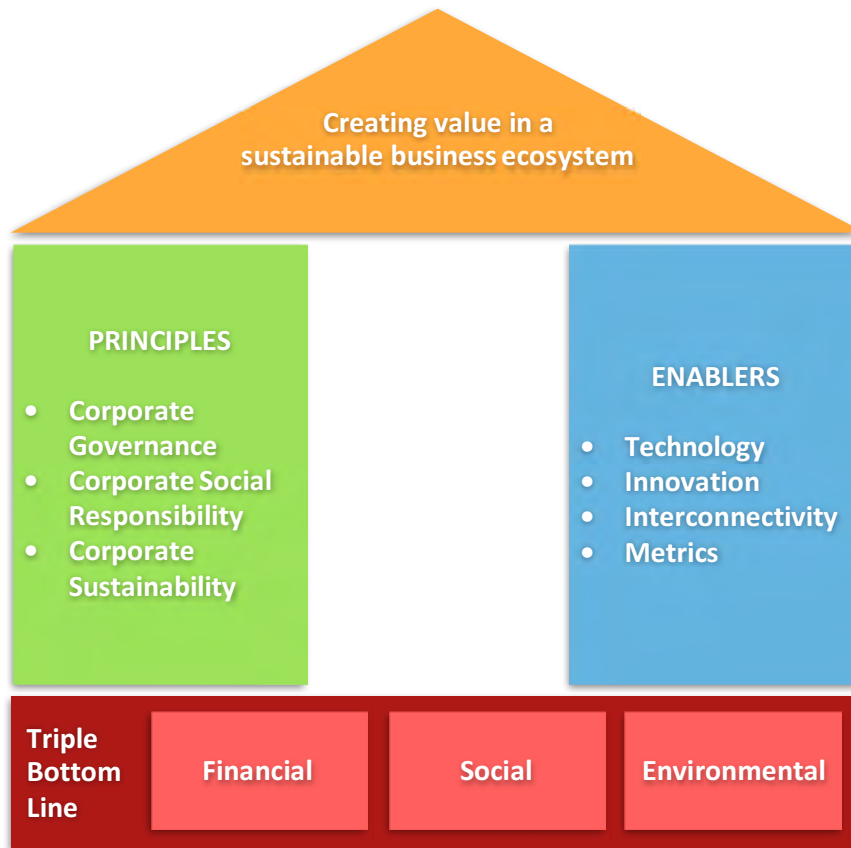 Creating value in a
sustainable business ecosystem
PRINCIPLES
• Corporate
Governance
• Corporate Social
Responsibility
• Corporate
Sustainability
ENABLERS
• Technology
• Innovation
• Interconnectivity
• Metrics
Triple
Bottom
Line
Financial
Social
Environmental